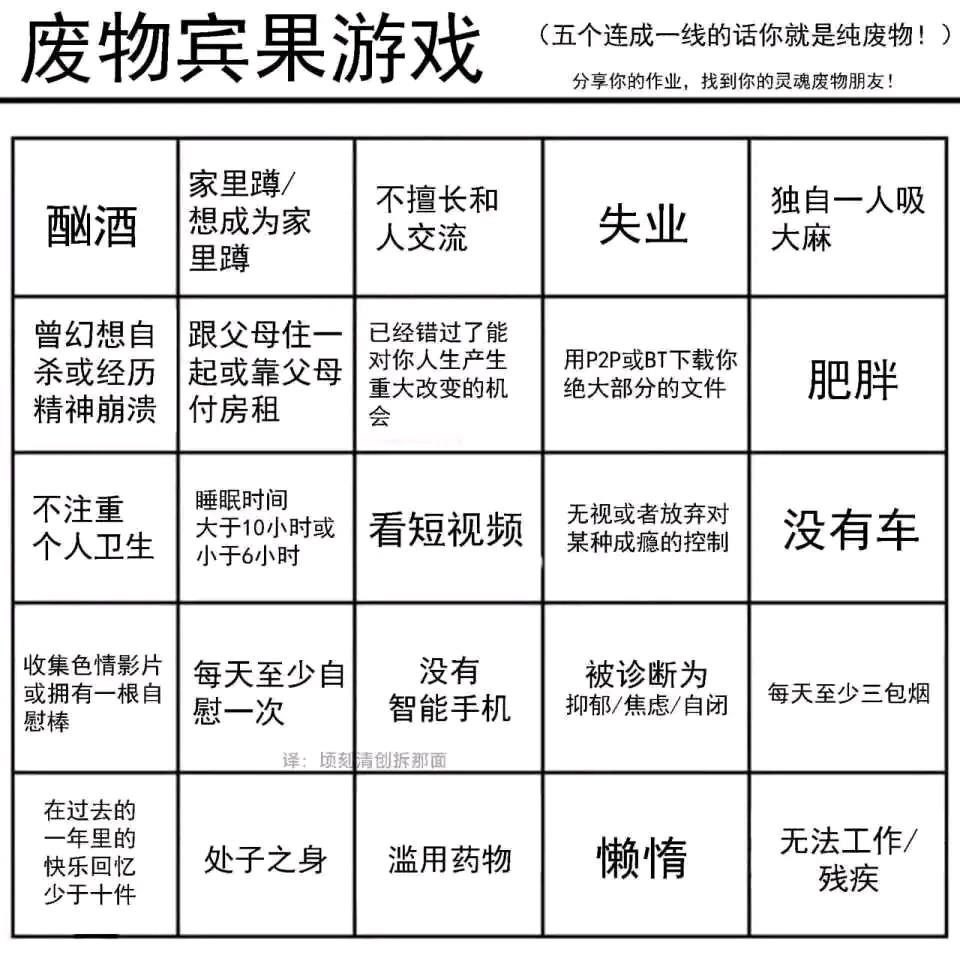 废物宾果游戏
（五个连成一线的话你就是纯废物！）
分享你的作业，找到你的灵魂废物朋友！
酗酒
家里蹲/
想成为家
里蹲
不擅长和
人交流
失业
独自一人吸
大麻
曾幻想自
杀或经历
精神崩溃
跟父母住一
起或靠父母
付房租
已经错过了能
对你人生产生
重大改变的机
会
用P2P或BT下载你
绝大部分的文件
肥胖
不注重
个人卫生
睡眠时间
大于10小时或
小于6小时
看短视频
无视或者放弃对
某种成瘾的控制
没有车
收集色情影片
或拥有一根自
慰棒
每天至少自
慰一次
没有
智能手机
被诊断为
抑郁/焦虑/自闭
每天至少三包烟
译：顷刻清创拆那面
在过去的
一年里的
快乐回忆
少于十件
处子之身
滥用药物
懒惰
无法工作/
残疾